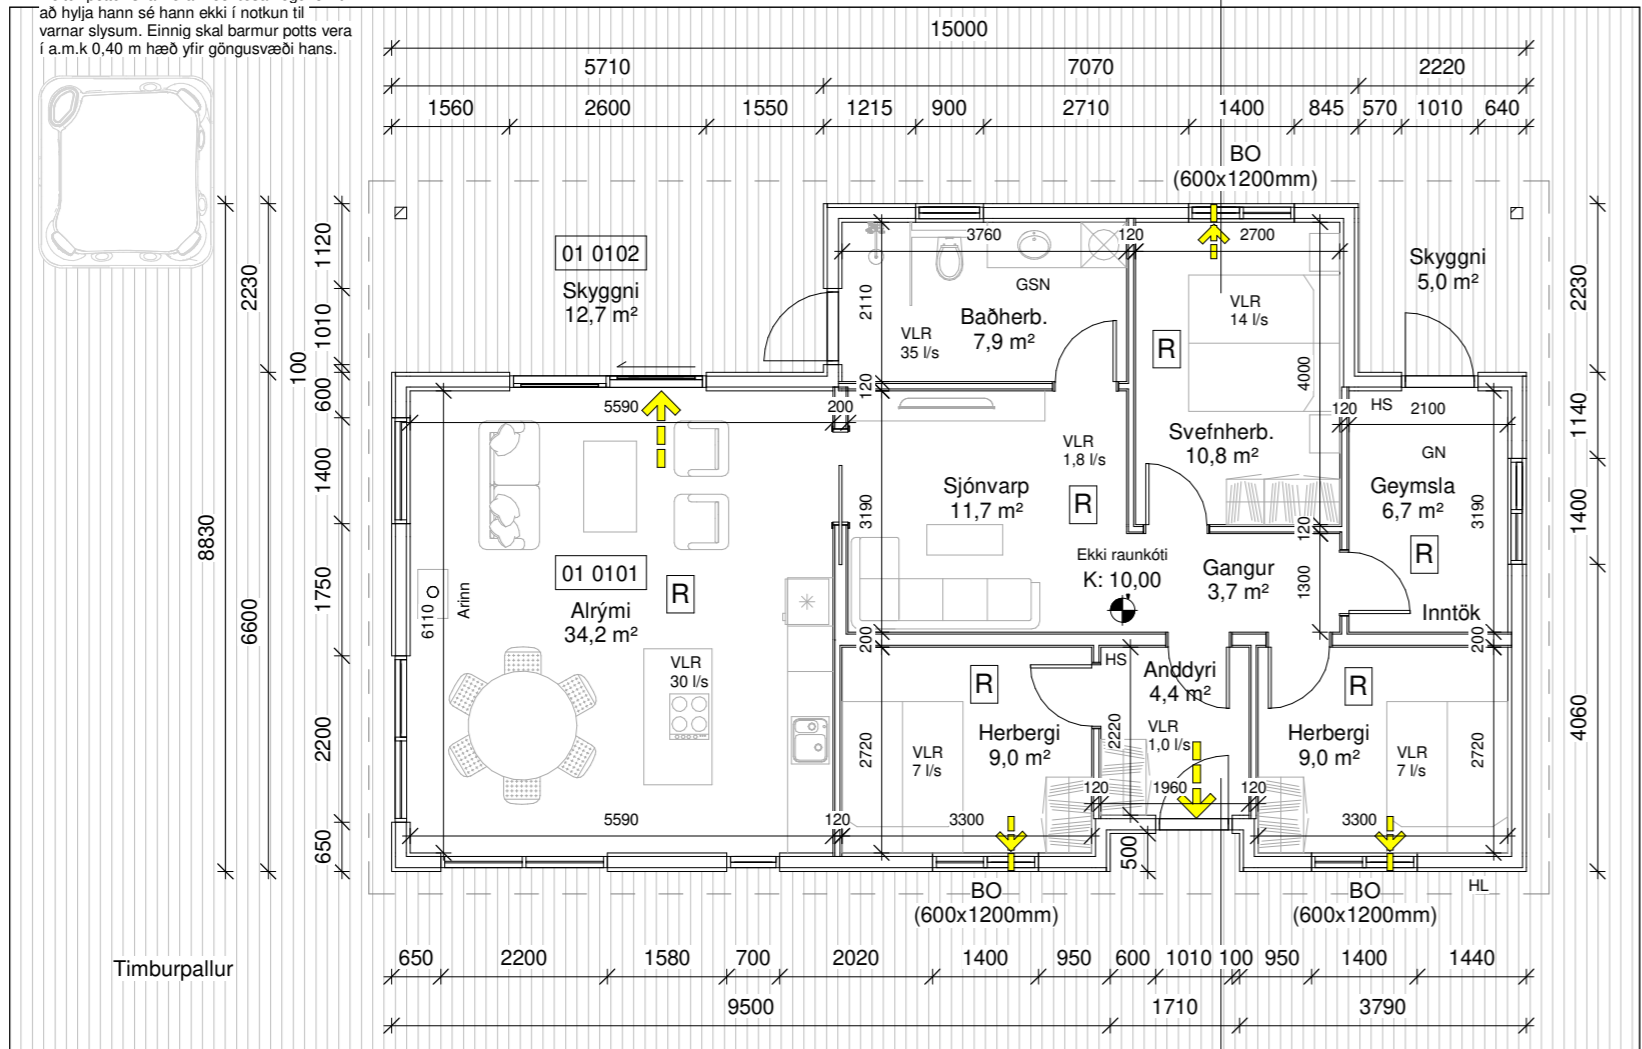 að hylja hann sé hann ekki í notkun til
varnar slysum. Einnig skal barmur potts vera
í a.m.k 0,40 m hæð yfir göngusvæði hans.
15000
5710 7070 2220
1560 2600 1550 1215 900 2710 1400 845 570 1010 640
BO
(600x1200mm)
8830
2230 6600
1120 1010 100 600 1400 1750 2200 650
01 0102
Skyggni
12,7 m²
3760 120 2700
GSN
2110
VLR
35 l/s
Baðherb.
7,9 m²
VLR
14 l/s
R
4000
Skyggni
5,0 m²
2230
1140
1400
4060
5590 200
120
120 HS 2100
VLR
1,8 l/s
Svefnherb.
10,8 m²
GN
Sjónvarp
11,7 m²
R
3190
Geymsla
6,7 m²
3190
R
120
Ekki raunkóti
K: 10,00
Gangur
3,7 m²
1300
Inntök
01 0101
R
Alrými
34,2 m²
Arinn
6110
200
200
VLR
30 l/s
R
HS
Anddyri
4,4 m²
R
Herbergi
9,0 m²
2720
VLR
7 l/s
2220
VLR
1,0 l/s
Herbergi
9,0 m²
VLR
7 l/s
2720
120 1960 120
5590 120 3300 3300
500
BO
(600x1200mm)
BO
(600x1200mm)
HL
Timburpallur
650 2200 1580 700 2020 1400 950 600 1010 100 950 1400 1440
9500 1710 3790